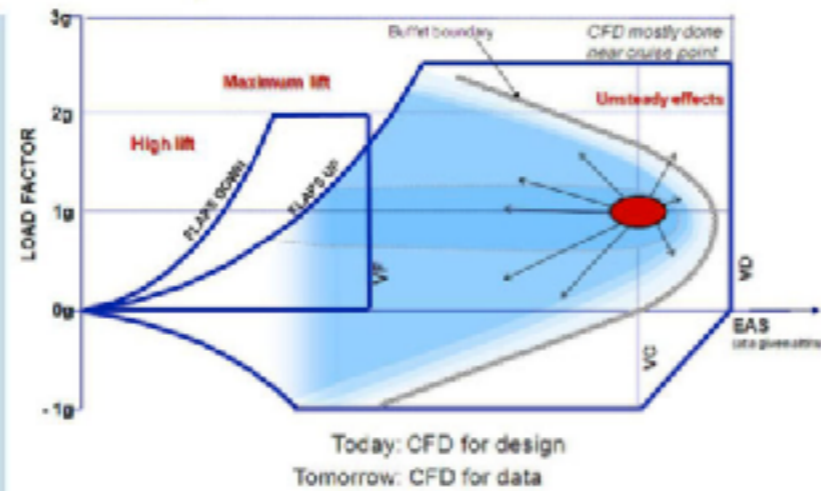 3g
Buffet boundary
CFD mostly done
near cruise point
Maximum lift
Unsteady effects
2g
High lift
FLAPS DOWN
FLAPS UP
LOAD FACTOR
1g
VF
VD
0g
EAS
VC
- 1g
Today: CFD for design
Tomorrow: CFD for data